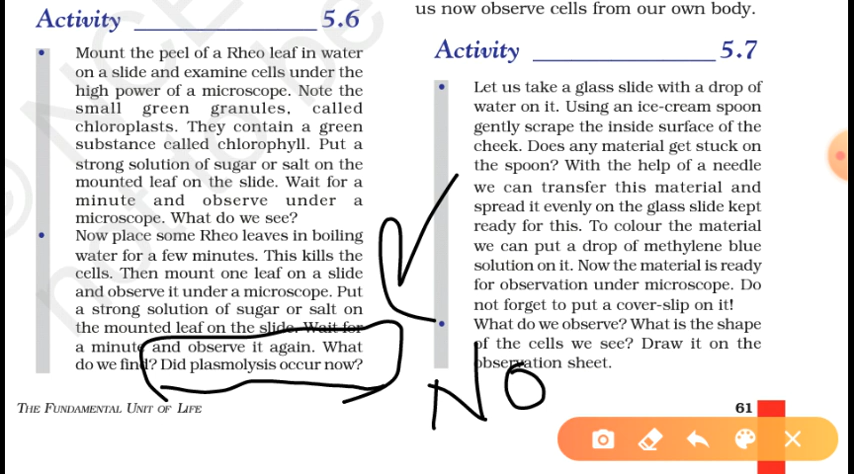 us now observe cells from our own body.
Activity 5.6
Mount the peel of a Rheo leaf in water
on a slide and examine cells under the
high power of a microscope. Note the
small green granules, called
chloroplasts. They contain a green
substance called chlorophyll. Put a
strong solution of sugar or salt on the
mounted leaf on the slide. Wait for a
minute and observe under a
microscope. What do we see?
Now place some Rheo leaves in boiling
water for a few minutes. This kills the
cells. Then mount one leaf on a slide
and observe it under a microscope. Put
a strong solution of sugar or salt on
the mounted leaf on the slide. Wait for
a minute and observe it again. What
do we find? Did plasmolysis occur now?
Activity 5.7
Let us take a glass slide with a drop of
water on it. Using an ice-cream spoon
gently scrape the inside surface of the
cheek. Does any material get stuck on
the spoon? With the help of a needle
we can transfer this material and
spread it evenly on the glass slide kept
ready for this. To colour the material
we can put a drop of methylene blue
solution on it. Now the material is ready
for observation under microscope. Do
not forget to put a cover-slip on it!
What do we observe? What is the shape
of the cells we see? Draw it on the
observation sheet.
NO
THE FUNDAMENTAL UNIT OF LIFE
61